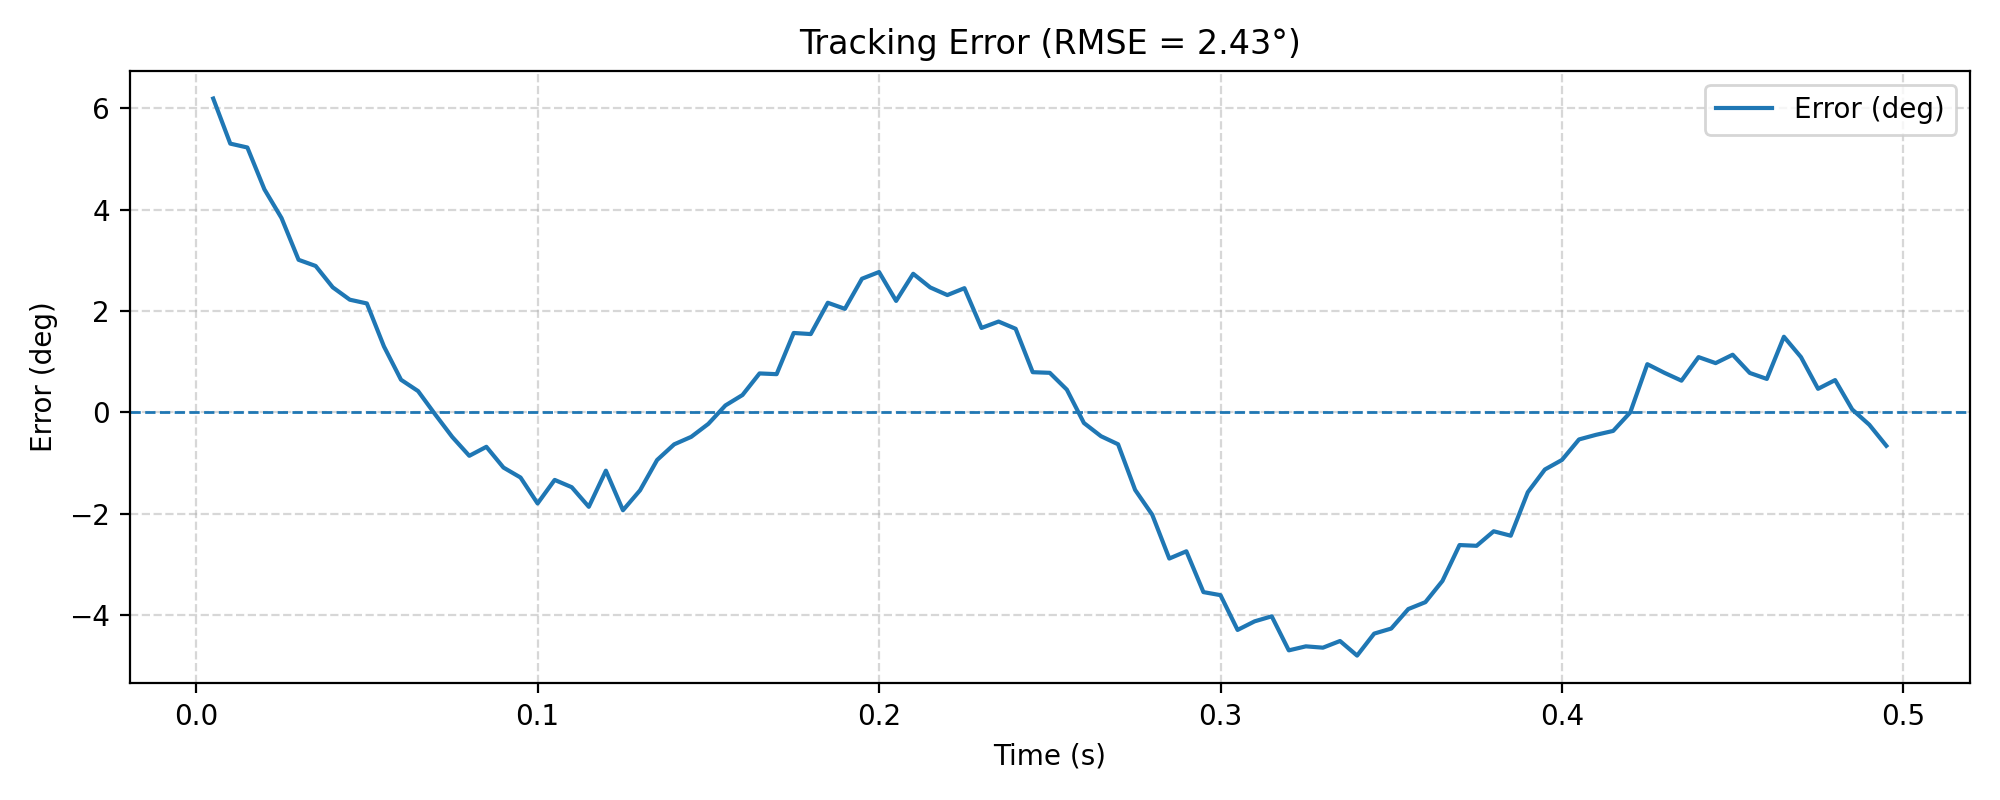 Tracking Error (RMSE = 2.43°)
Error (deg)
Error (deg)
6
4
2
0
−2
−4
0.0 0.1 0.2 0.3 0.4 0.5
Time (s)